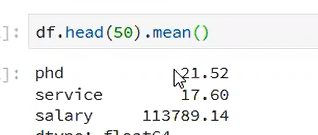 ]: df.head(50).mean()
]: phd 21.52
service 17.60
salary 113789.14
dtype: float64